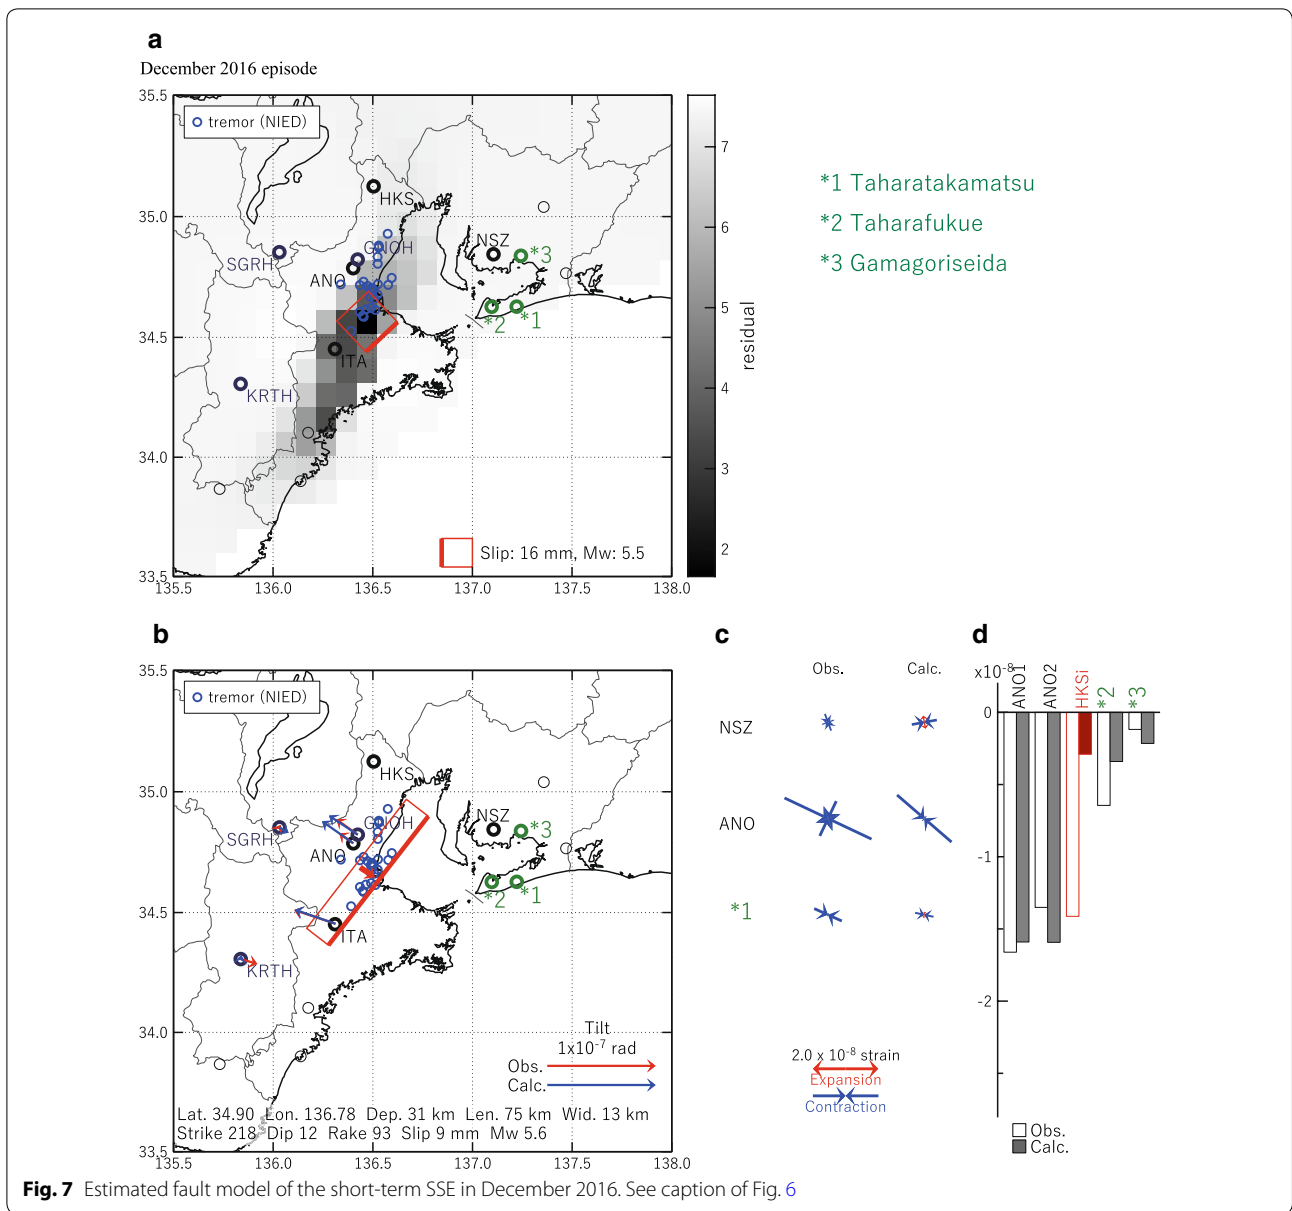 a
December 2016 episode
35.5
35.0
34.5
34.0
33.5
135.5
136.0
136.5
137.0
137.5
138.0
tremor (NIED)
HKS
GNOH
SGRH
ANO
NSZ
*3
*2
*1
ITA
KRTH
Slip: 16 mm, Mw: 5.5
7
6
5
4
3
2
residual
*1 Taharatakamatsu
*2 Taharafukue
*3 Gamagoriseida
b
35.5
35.0
34.5
34.0
33.5
135.5
136.0
136.5
137.0
137.5
138.0
tremor (NIED)
HKS
GNOH
SGRH
ANO
NSZ
*3
*2
*1
ITA
KRTH
Tilt
1x10⁻⁷ rad
Obs.
Calc.
Lat. 34.90 Lon. 136.78 Dep. 31 km Len. 75 km Wid. 13 km
Strike 218 Dip 12 Rake 93 Slip 9 mm Mw 5.6
c
Obs. Calc.
NSZ
ANO
*1
2.0 x 10⁻⁸ strain
Expansion
Contraction
d
x10⁻⁸
ANO1
ANO2
HKSi
*2
*3
0
-1
-2
Obs.
Calc.
Fig. 7 Estimated fault model of the short-term SSE in December 2016. See caption of Fig. 6